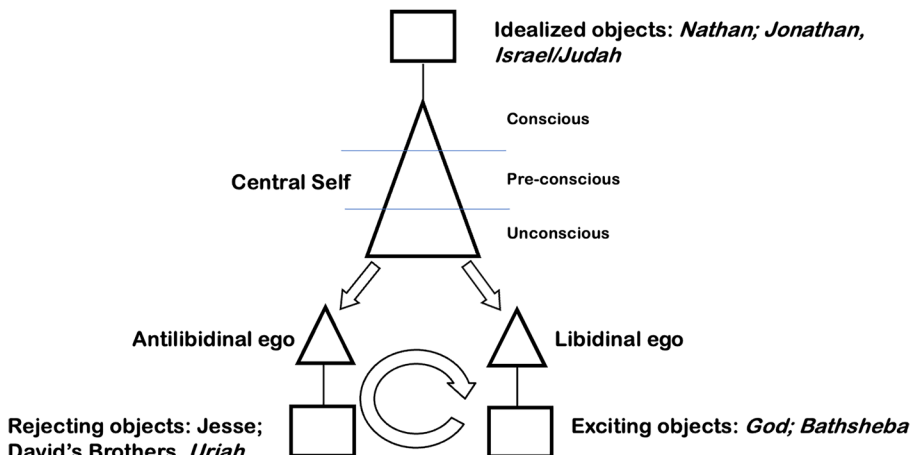 Idealized objects: Nathan; Jonathan,
Israel/Judah
Conscious
Central Self
Pre-conscious
Unconscious
Antilibidinal ego
Libidinal ego
Rejecting objects: Jesse;
David's Brothers, Uriah
Exciting objects: God; Bathsheba